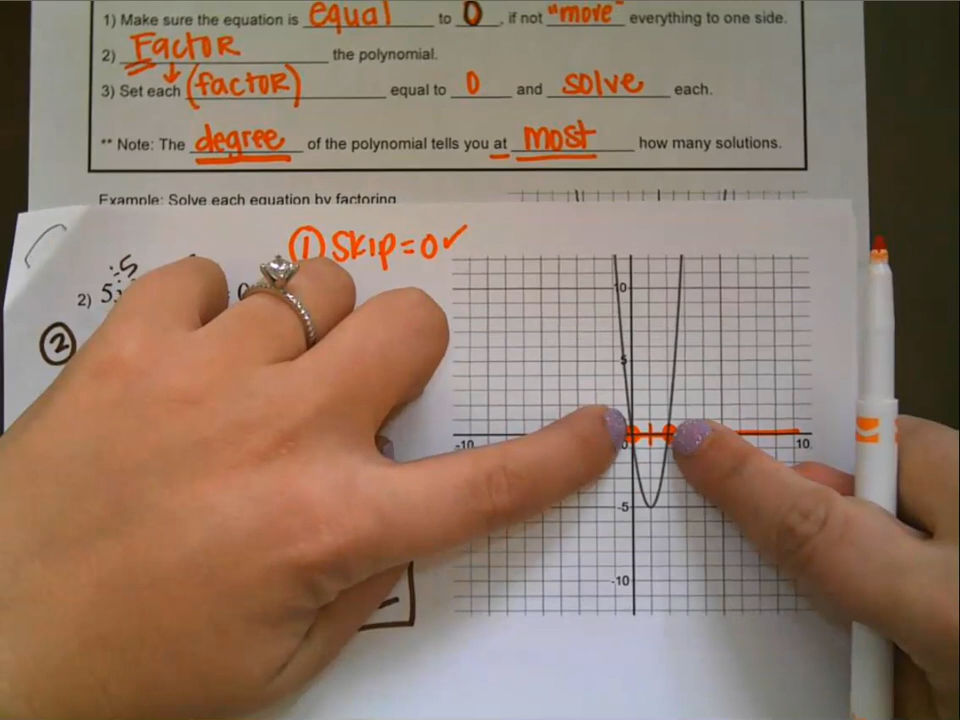 1) Make sure the equation is equal to 0, if not "move" everything to one side.
2) Factor the polynomial.
3) Set each (factor) equal to 0 and solve each.
** Note: The degree of the polynomial tells you at most how many solutions.
Example: Solve each equation by factoring
① Skip = 0 ✓
÷5
2) 5
②
10
5
-10
10
-5
-10